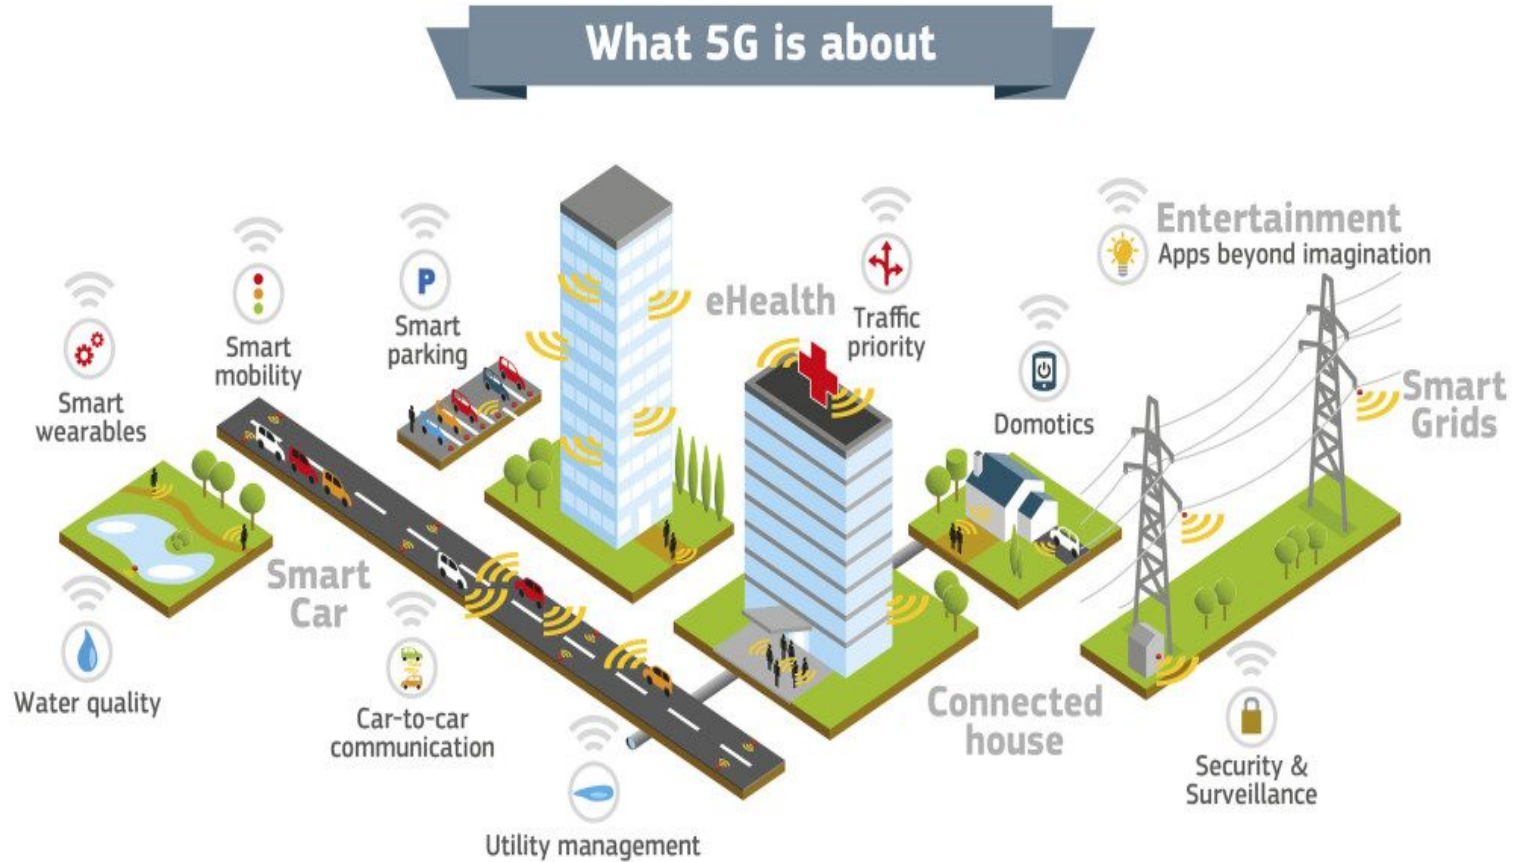 What 5G is about
Entertainment
Apps beyond imagination
eHealth
Traffic
priority
P
Smart
parking
Smart
mobility
Smart
wearables
Domotics
Smart
Grids
Smart
Car
Water quality
Car-to-car
communication
Connected
house
Security &
Surveillance
Utility management